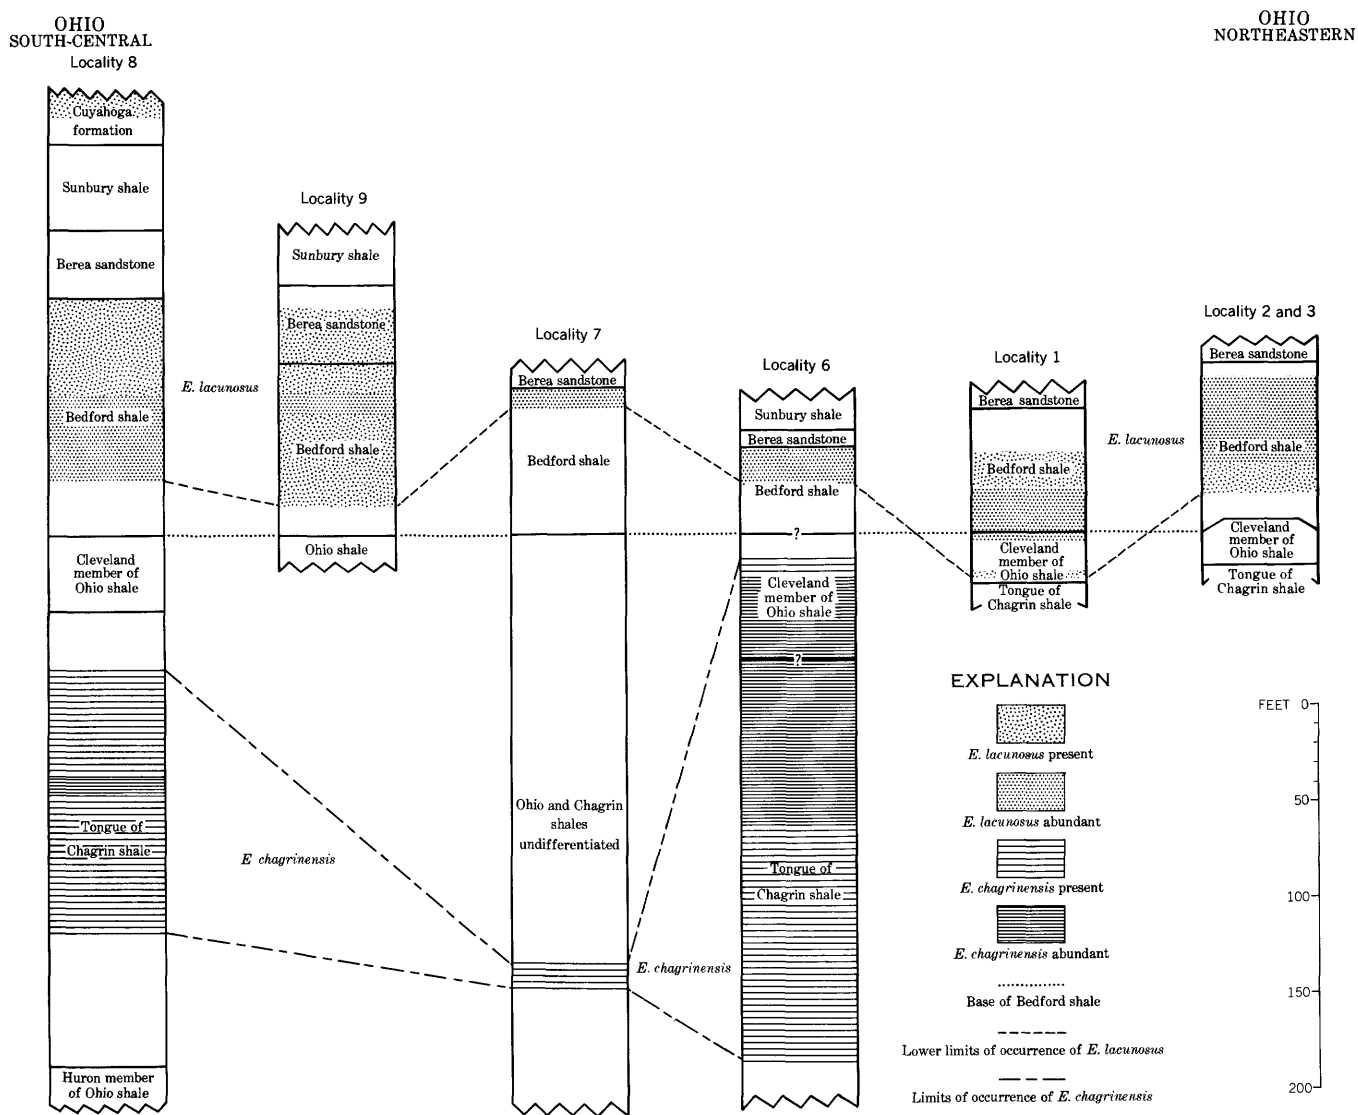 OHIO
SOUTH-CENTRAL
Locality 8
Cuyahoga
formation
Sunbury shale
Berea sandstone
Bedford shale
Cleveland
member of
Ohio shale
Tongue of
Chagrin shale
Huron member
of Ohio shale
E. lacunosus
E chagrinensis
Locality 9
Sunbury shale
Berea sandstone
Bedford shale
Ohio shale
Locality 7
Berea sandstone
Bedford shale
Ohio and Chagrin
shales
undifferentiated
E. chagrinensis
Locality 6
Sunbury shale
Berea sandstone
Bedford shale
?
Cleveland
member of
Ohio shale
?
Tongue of
Chagrin shale
Locality 1
Berea sandstone
Bedford shale
Cleveland
member of
Ohio shale
Tongue of
Chagrin shale
E. lacunosus
OHIO
NORTHEASTERN
Locality 2 and 3
Berea sandstone
Bedford shale
Cleveland
member of
Ohio shale
Tongue of
Chagrin shale
EXPLANATION
E. lacunosus present
E. lacunosus abundant
E. chagrinensis present
E. chagrinensis abundant
Base of Bedford shale
Lower limits of occurrence of E. lacunosus
Limits of occurrence of E. chagrinensis
FEET 0
50
100
150
200